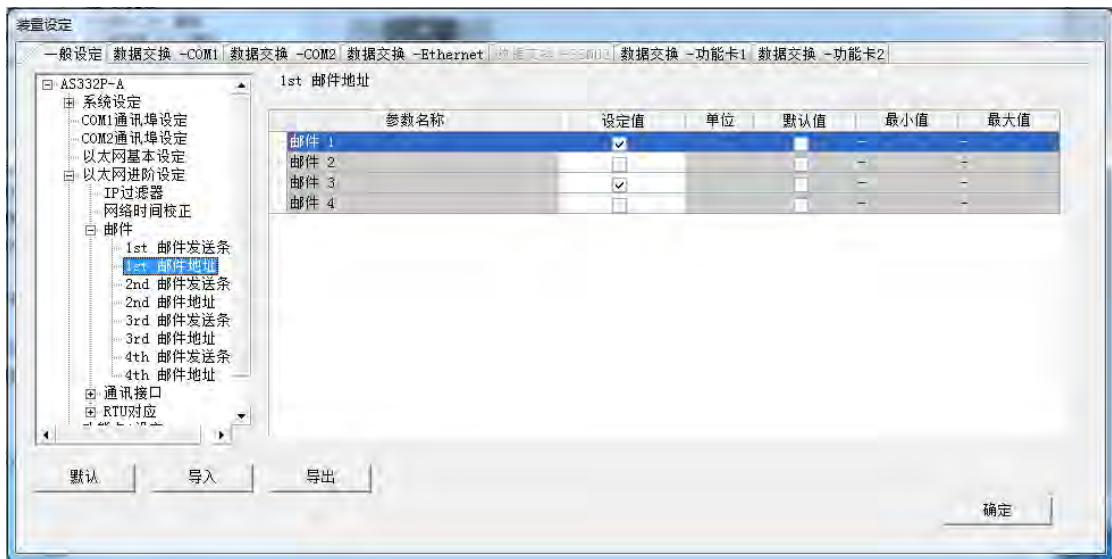 装置设定
一般设定 数据交换 -COM1 数据交换 -COM2 数据交换 -Ethernet 数据交换 数据交换 -功能卡1 数据交换 -功能卡2
AS332P-A
系统设定
COM1通讯埠设定
COM2通讯埠设定
以太网基本设定
以太网进阶设定
IP过滤器
网络时间校正
邮件
1st 邮件发送条
1st 邮件地址
2nd 邮件发送条
2nd 邮件地址
3rd 邮件发送条
3rd 邮件地址
4th 邮件发送条
4th 邮件地址
通讯接口
RTU对应
1st 邮件地址
参数名称 设定值 单位 默认值 最小值 最大值
邮件 1 - -
邮件 2 - -
邮件 3 - -
邮件 4 - -
默认 导入 导出
确定